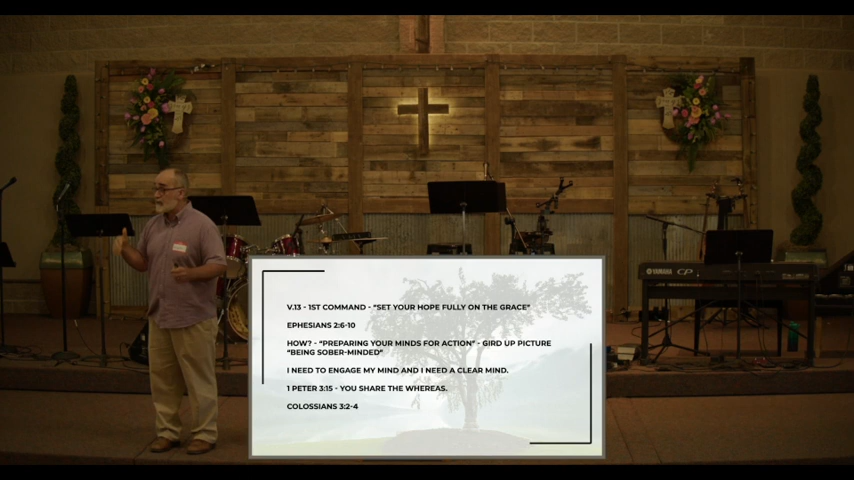 YAMAHA CP
V.13 - 1ST COMMAND - "SET YOUR HOPE FULLY ON THE GRACE"
EPHESIANS 2:6-10
HOW? - "PREPARING YOUR MINDS FOR ACTION" - GIRD UP PICTURE
"BEING SOBER-MINDED"
I NEED TO ENGAGE MY MIND AND I NEED A CLEAR MIND.
1 PETER 3:15 - YOU SHARE THE WHEREAS.
COLOSSIANS 3:2-4